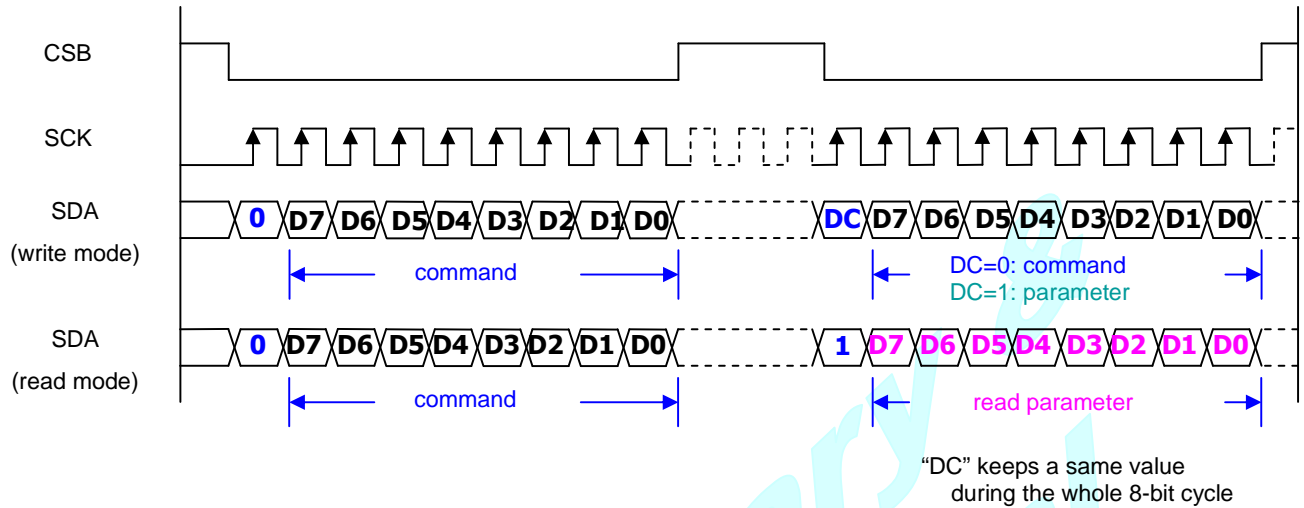 CSB
SCK
SDA
(write mode)
0 D7 D6 D5 D4 D3 D2 D1 D0
DC D7 D6 D5 D4 D3 D2 D1 D0
command
DC=0: command
DC=1: parameter
SDA
(read mode)
0 D7 D6 D5 D4 D3 D2 D1 D0
1 D7 D6 D5 D4 D3 D2 D1 D0
command
read parameter
“DC” keeps a same value
during the whole 8-bit cycle